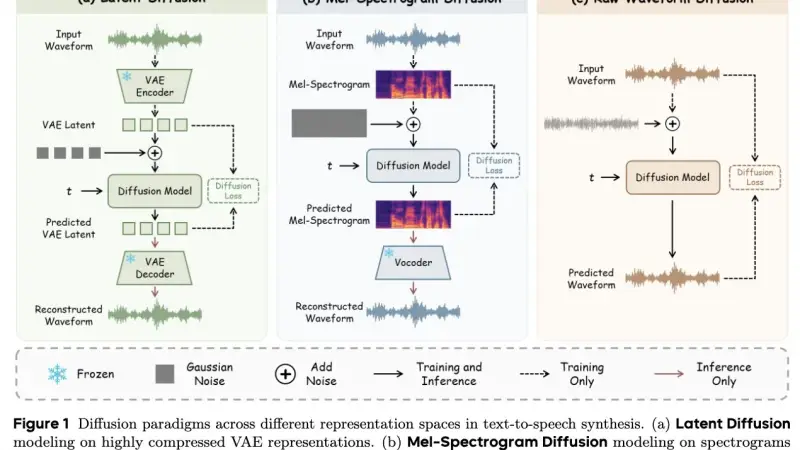 (a) Latent Diffusion
Input
Waveform
VAE
Encoder
VAE Latent
t
Diffusion Model
Diffusion
Loss
Predicted
VAE Latent
VAE
Decoder
Reconstructed
Waveform
(b) Mel-Spectrogram Diffusion
Input
Waveform
Mel-Spectrogram
t
Diffusion Model
Diffusion
Loss
Predicted
Mel-Spectrogram
Vocoder
Reconstructed
Waveform
(c) Raw Waveform Diffusion
Input
Waveform
t
Diffusion Model
Diffusion
Loss
Predicted
Waveform
Frozen
Gaussian
Noise
Add
Noise
Training and
Inference
Training
Only
Inference
Only
Figure 1 Diffusion paradigms across different representation spaces in text-to-speech synthesis. (a) Latent Diffusion
modeling on highly compressed VAE representations. (b) Mel-Spectrogram Diffusion modeling on spectrograms